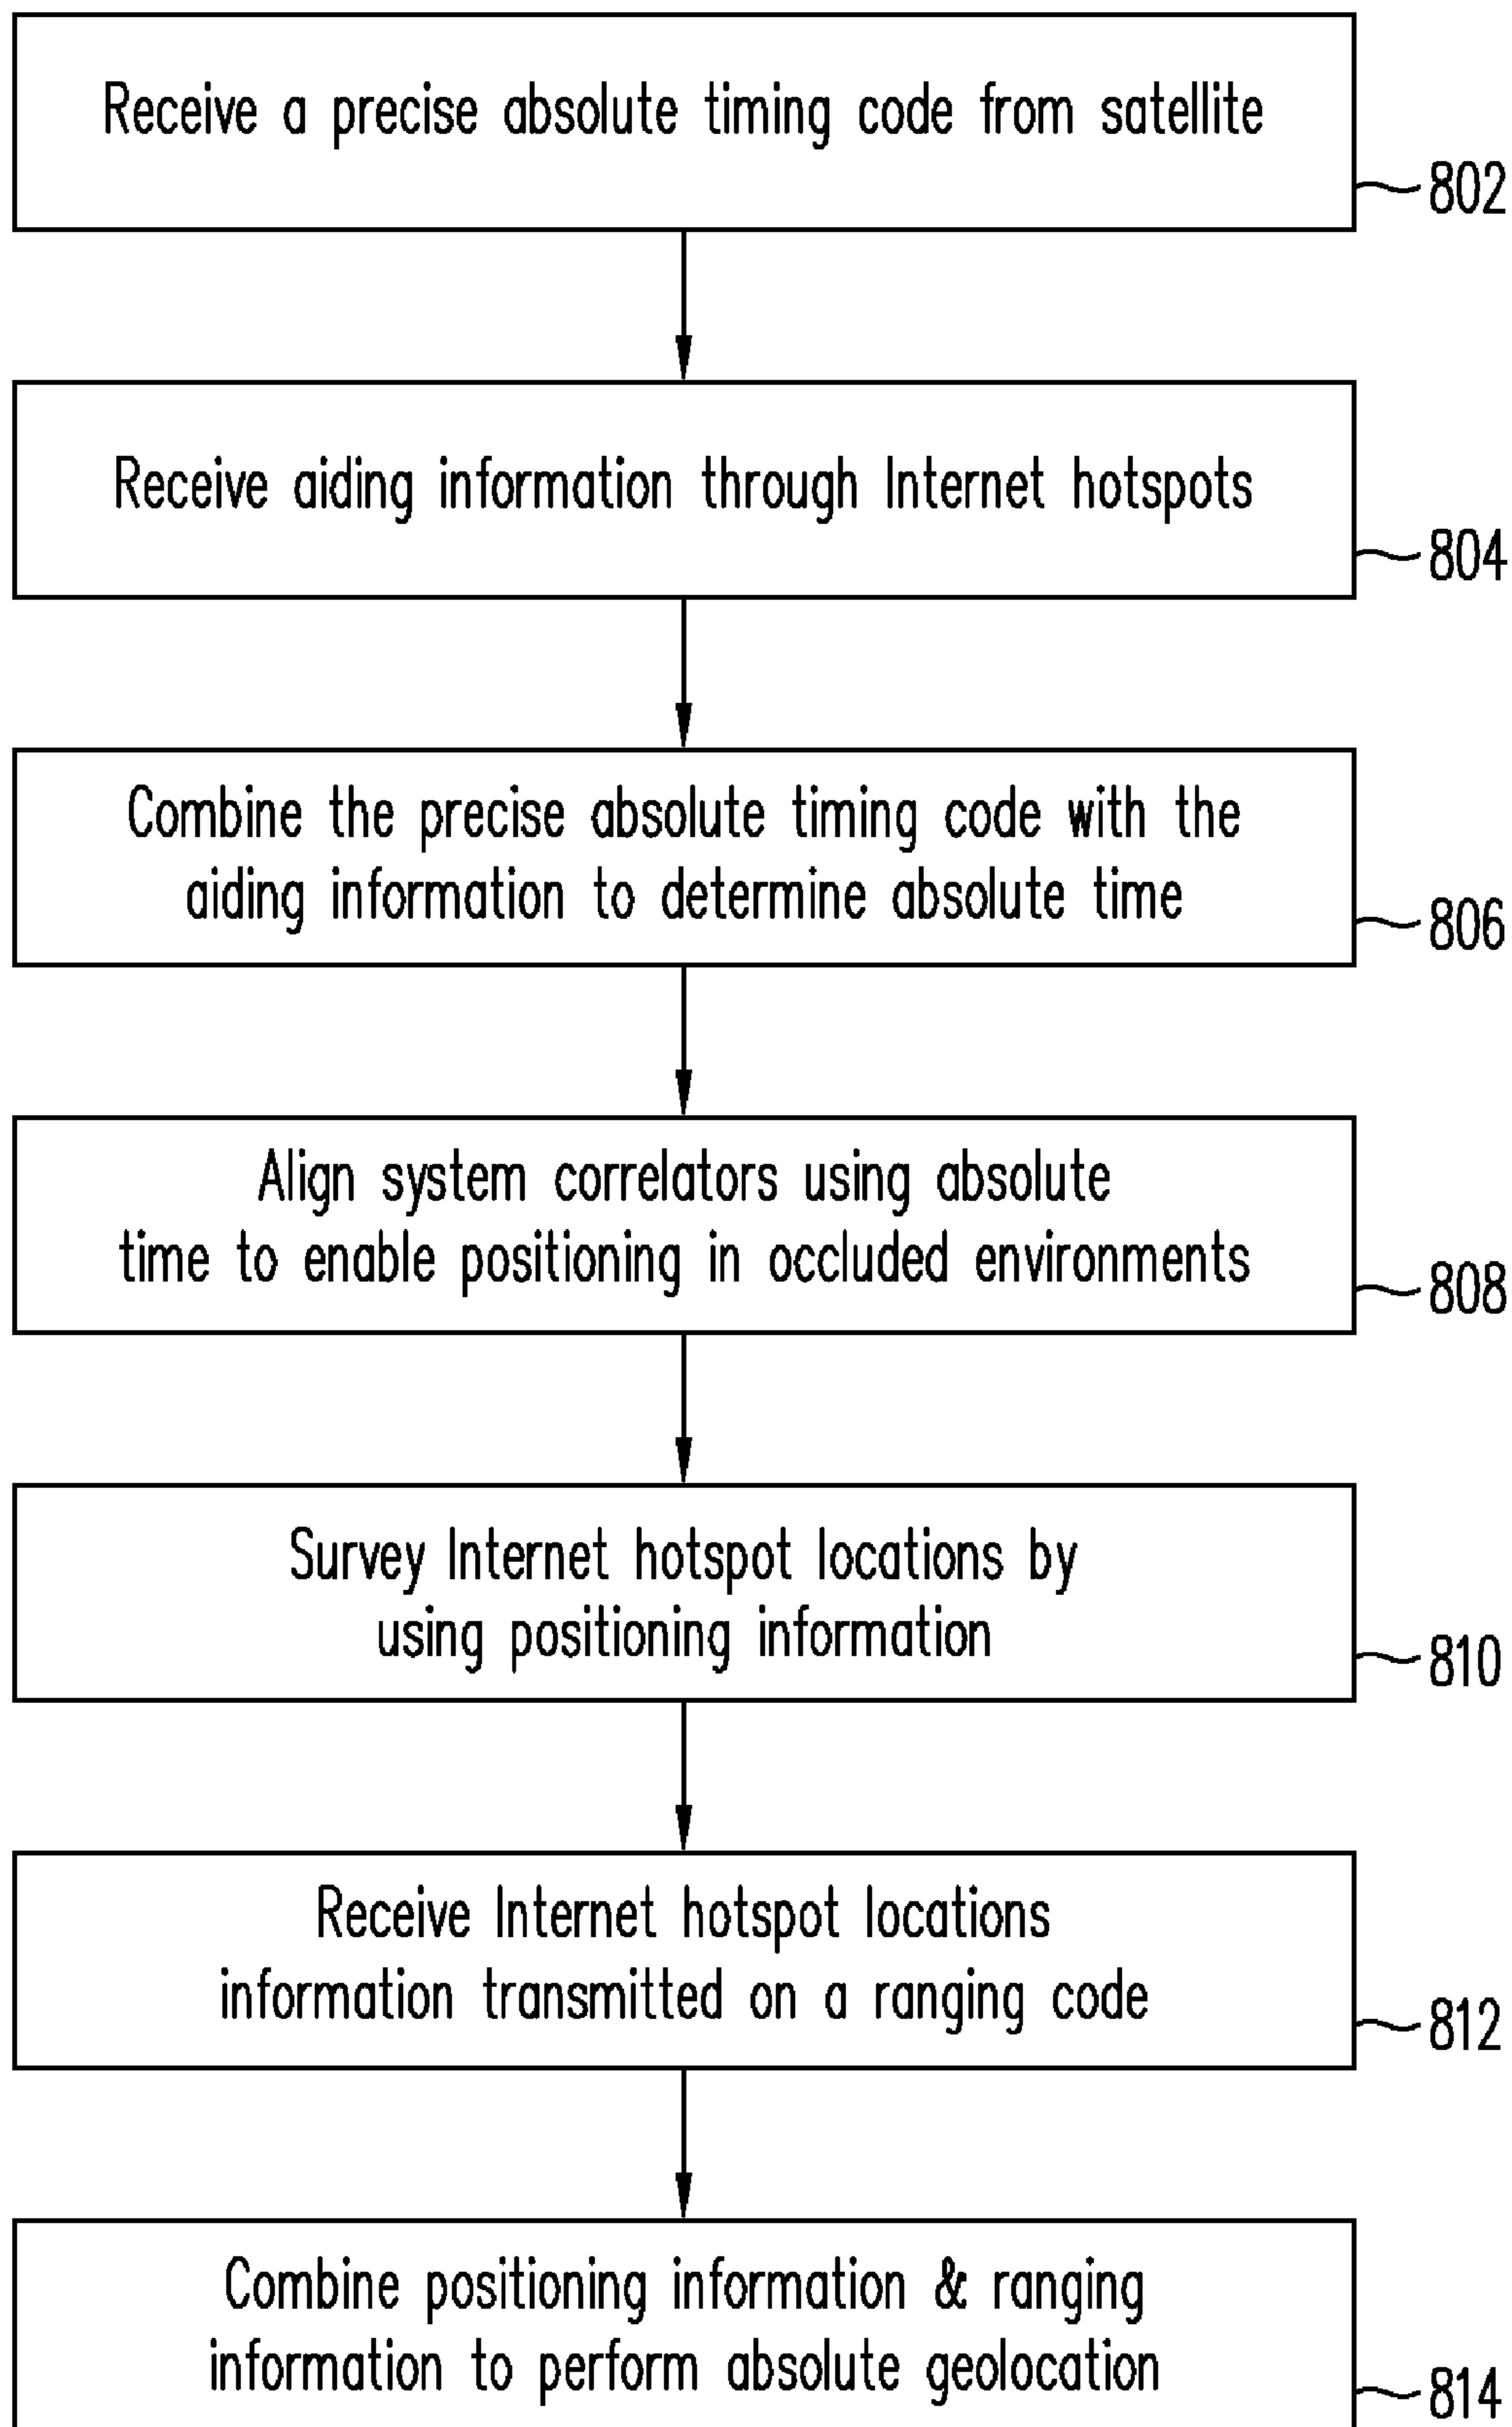 Receive a precise absolute timing code from satellite
802
Receive aiding information through Internet hotspots
804
Combine the precise absolute timing code with the
aiding information to determine absolute time
806
Align system correlators using absolute
time to enable positioning in occluded environments
808
Survey Internet hotspot locations by
using positioning information
810
Receive Internet hotspot locations
information transmitted on a ranging code
812
Combine positioning information & ranging
information to perform absolute geolocation
814